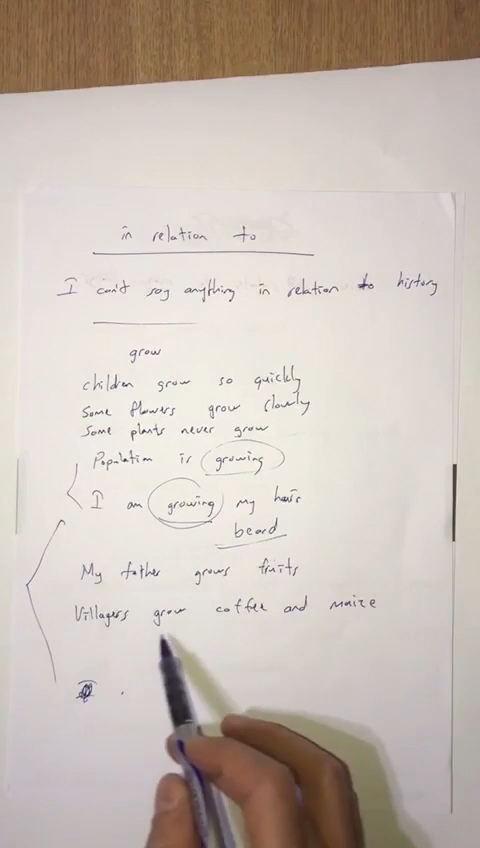 in relation to
I can't say anything in relation to history
grow
children grow so quickly
Some flowers grow slowly
Some plants never grow
Population is growing
I am growing my hair
beard
My father grows fruits
Villagers grow coffee and maize